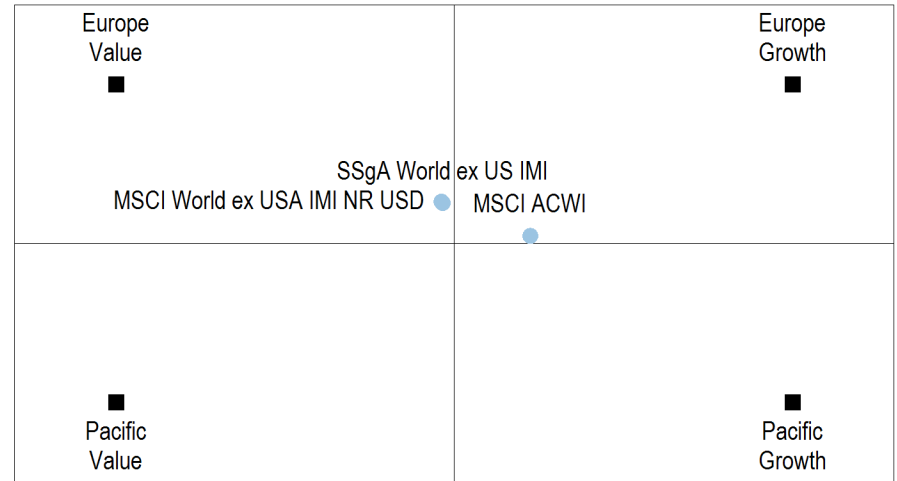 Europe
Value
Europe
Growth
SSgA World ex US IMI
MSCI World ex USA IMI NR USD
MSCI ACWI
Pacific
Value
Pacific
Growth